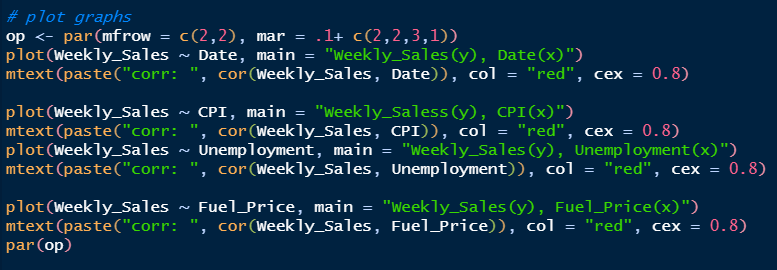 # plot graphs
op <- par(mfrow = c(2,2), mar = .1+ c(2,2,3,1))
plot(Weekly_Sales ~ Date, main = "Weekly_Sales(y), Date(x)")
mtext(paste("corr: ", cor(Weekly_Sales, Date)), col = "red", cex = 0.8)
plot(Weekly_Sales ~ CPI, main = "Weekly_Saless(y), CPI(x)")
mtext(paste("corr: ", cor(Weekly_Sales, CPI)), col = "red", cex = 0.8)
plot(Weekly_Sales ~ Unemployment, main = "Weekly_Sales(y), Unemployment(x)")
mtext(paste("corr: ", cor(Weekly_Sales, Unemployment)), col = "red", cex = 0.8)
plot(Weekly_Sales ~ Fuel_Price, main = "Weekly_Sales(y), Fuel_Price(x)")
mtext(paste("corr: ", cor(Weekly_Sales, Fuel_Price)), col = "red", cex = 0.8)
par(op)